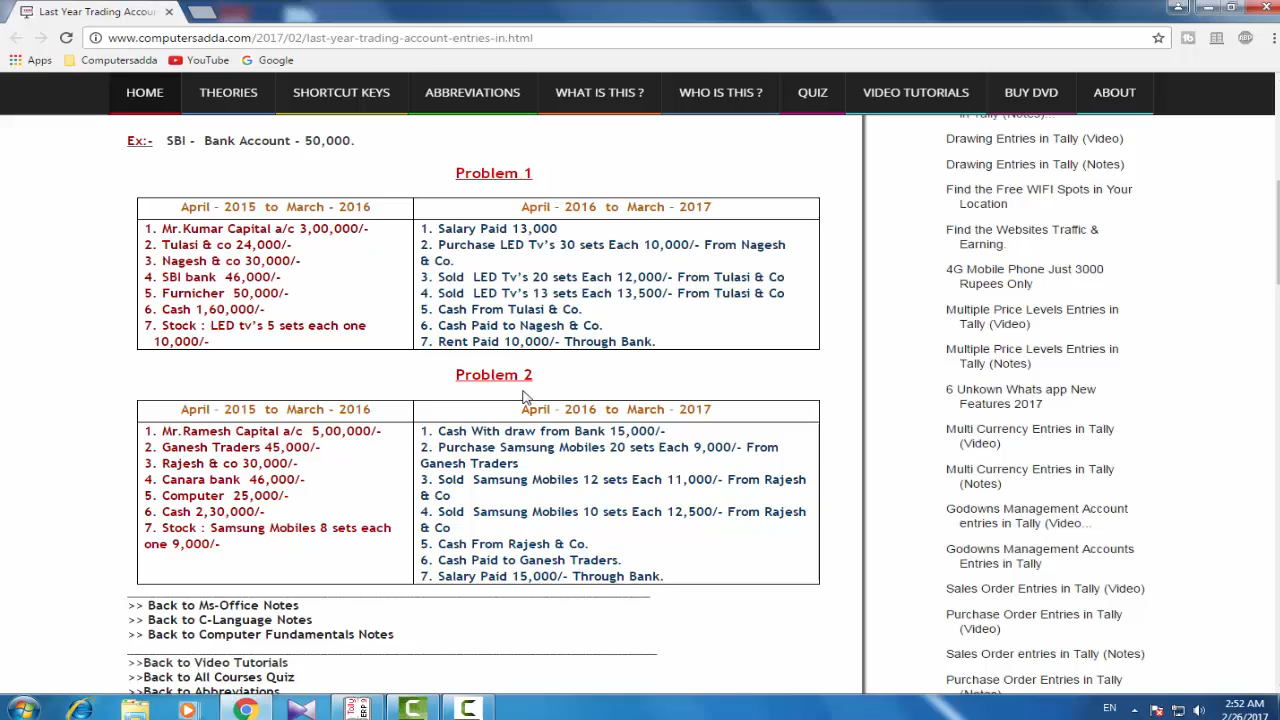 Last Year Trading Accou
www.computersadda.com/2017/02/last-year-trading-account-entries-in.html
Apps Computersadda YouTube Google
HOME THEORIES SHORTCUT KEYS ABBREVIATIONS WHAT IS THIS ? WHO IS THIS ? QUIZ VIDEO TUTORIALS BUY DVD ABOUT
Ex:- SBI - Bank Account - 50,000.
Problem 1
April - 2015 to March - 2016
1. Mr.Kumar Capital a/c 3,00,000/-
2. Tulasi & co 24,000/-
3. Nagesh & co 30,000/-
4. SBI bank 46,000/-
5. Furnicher 50,000/-
6. Cash 1,60,000/-
7. Stock : LED tv's 5 sets each one
10,000/-
April - 2016 to March - 2017
1. Salary Paid 13,000
2. Purchase LED Tv's 30 sets Each 10,000/- From Nagesh
& Co.
3. Sold LED Tv's 20 sets Each 12,000/- From Tulasi & Co
4. Sold LED Tv's 13 sets Each 13,500/- From Tulasi & Co
5. Cash From Tulasi & Co.
6. Cash Paid to Nagesh & Co.
7. Rent Paid 10,000/- Through Bank.
Problem 2
April - 2015 to March - 2016
1. Mr.Ramesh Capital a/c 5,00,000/-
2. Ganesh Traders 45,000/-
3. Rajesh & co 30,000/-
4. Canara bank 46,000/-
5. Computer 25,000/-
6. Cash 2,30,000/-
7. Stock : Samsung Mobiles 8 sets each
one 9,000/-
April - 2016 to March - 2017
1. Cash With draw from Bank 15,000/-
2. Purchase Samsung Mobiles 20 sets Each 9,000/- From
Ganesh Traders
3. Sold Samsung Mobiles 12 sets Each 11,000/- From Rajesh
& Co
4. Sold Samsung Mobiles 10 sets Each 12,500/- From Rajesh
& Co
5. Cash From Rajesh & Co.
6. Cash Paid to Ganesh Traders.
7. Salary Paid 15,000/- Through Bank.
>> Back to Ms-Office Notes
>> Back to C-Language Notes
>> Back to Computer Fundamentals Notes
>>Back to Video Tutorials
>>Back to All Courses Quiz
>>Back to Abbreviations
in Tally (Notes)...
Drawing Entries in Tally (Video)
Drawing Entries in Tally (Notes)
Find the Free WIFI Spots in Your
Location
Find the Websites Traffic &
Earning.
4G Mobile Phone Just 3000
Rupees Only
Multiple Price Levels Entries in
Tally (Video)
Multiple Price Levels Entries in
Tally (Notes)
6 Unkown Whats app New
Features 2017
Multi Currency Entries in Tally
(Video)
Multi Currency Entries in Tally
(Notes)
Godowns Management Account
entries in Tally (Video...
Godowns Management Accounts
Entries in Tally
Sales Order Entries in Tally (Video)
Purchase Order Entries in Tally
(Video)
Sales Order entries in Tally (Notes)
Purchase Order Entries in Tally
EN
2:52 AM
2/26/2017